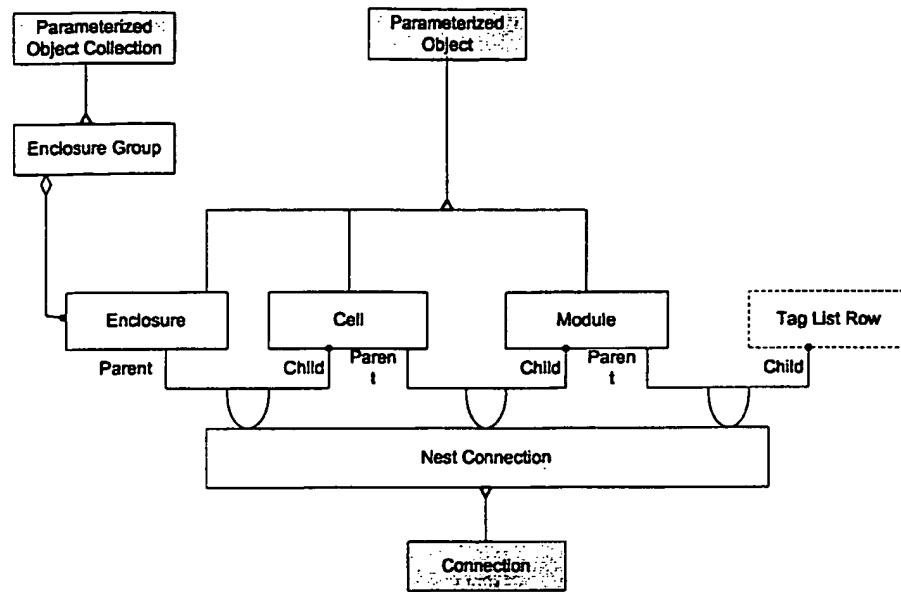 Parameterized
Object Collection
Parameterized
Object
Enclosure Group
Enclosure
Cell
Module
Tag List Row
Parent
Child
Paren
t
Child
Paren
t
Child
Nest Connection
Connection